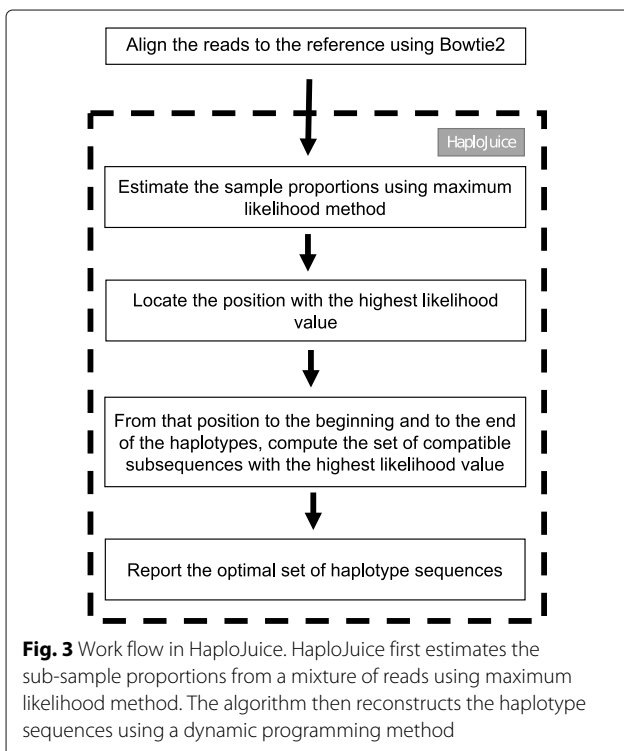 Align the reads to the reference using Bowtie2
HaploJuice
Estimate the sample proportions using maximum
likelihood method
Locate the position with the highest likelihood
value
From that position to the beginning and to the end
of the haplotypes, compute the set of compatible
subsequences with the highest likelihood value
Report the optimal set of haplotype sequences
Fig. 3 Work flow in HaploJuice. HaploJuice first estimates the
sub-sample proportions from a mixture of reads using maximum
likelihood method. The algorithm then reconstructs the haplotype
sequences using a dynamic programming method